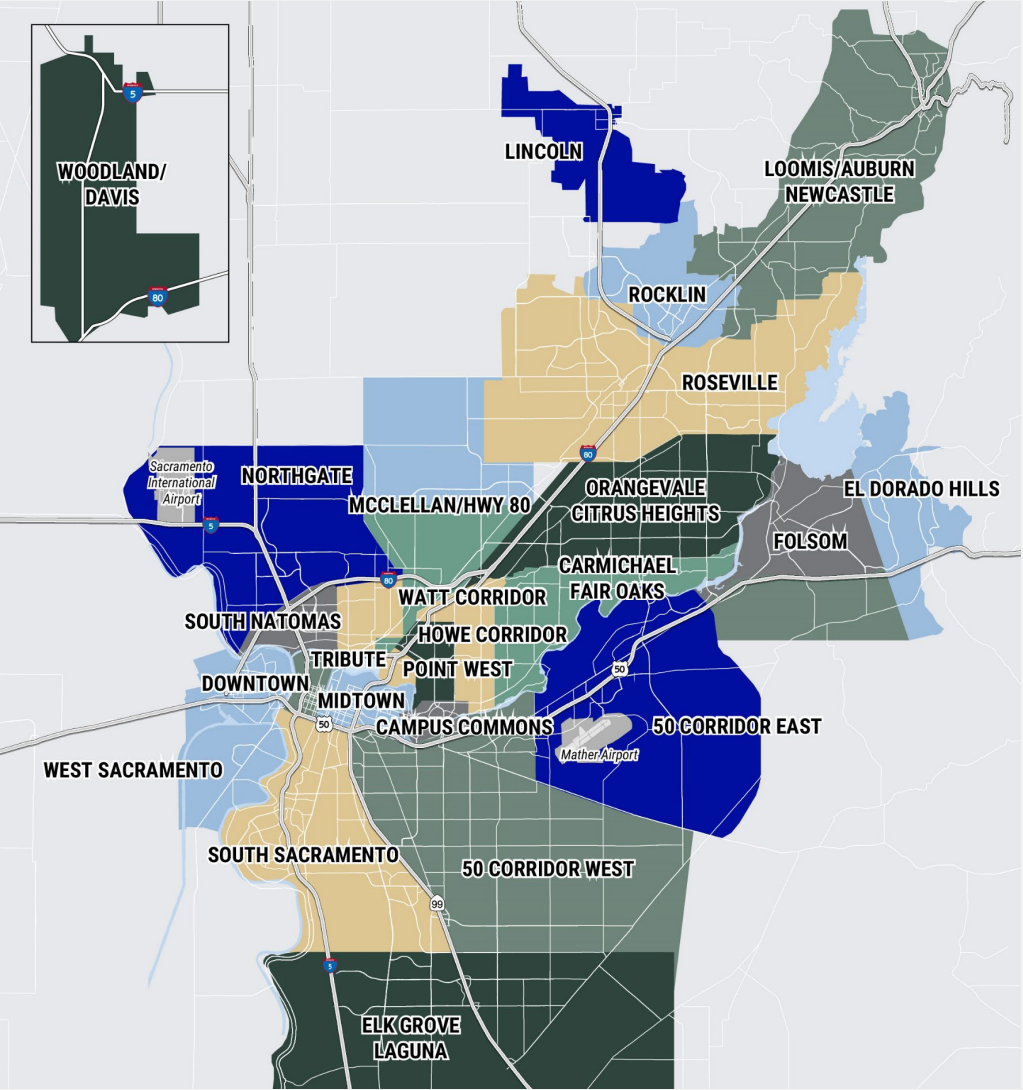 5
WOODLAND/
DAVIS
80
LINCOLN
LOOMIS/AUBURN
NEWCASTLE
ROCKLIN
ROSEVILLE
80
Sacramento
International
Airport
NORTHGATE
MCCLELLAN/HWY 80
ORANGEVALE
CITRUS HEIGHTS
EL DORADO HILLS
5
FOLSOM
CARMICHAEL
FAIR OAKS
80
WATT CORRIDOR
SOUTH NATOMAS
HOWE CORRIDOR
TRIBUTE
POINT WEST
50
DOWNTOWN
MIDTOWN
50
CAMPUS COMMONS
50 CORRIDOR EAST
Mather Airport
WEST SACRAMENTO
SOUTH SACRAMENTO
50 CORRIDOR WEST
99
5
ELK GROVE
LAGUNA